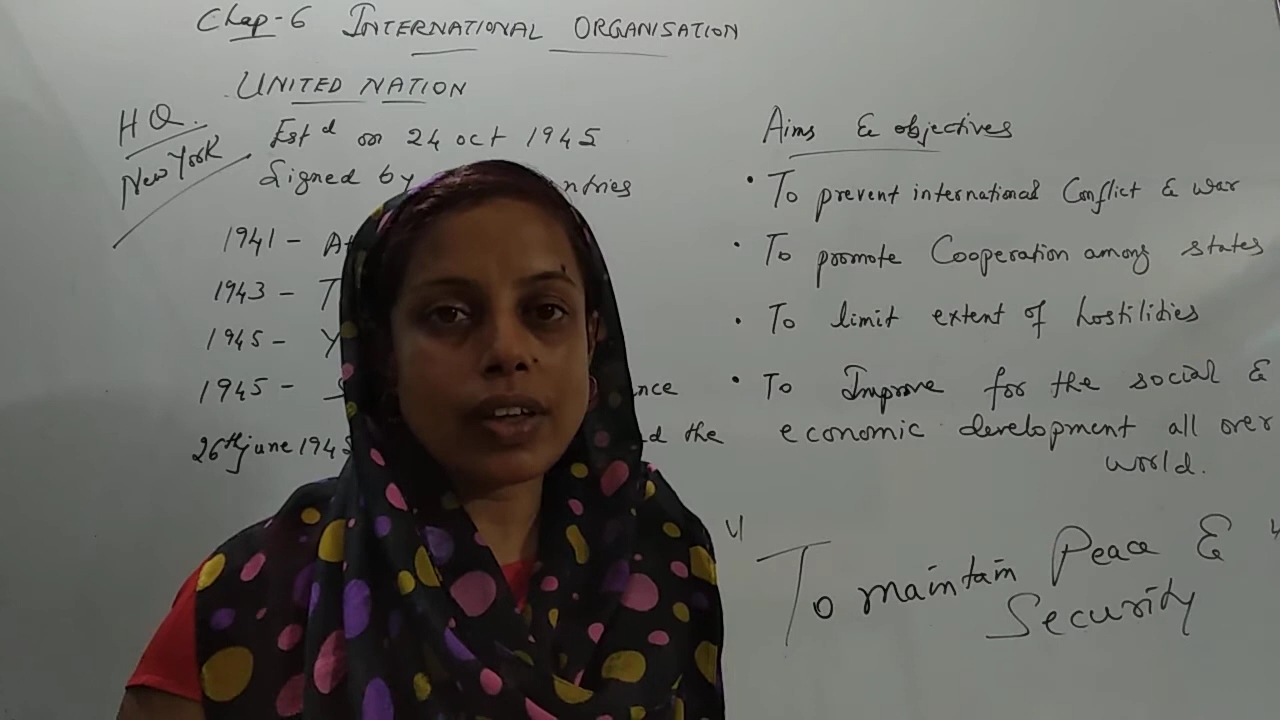 Chap-6 INTERNATIONAL ORGANISATION
UNITED NATION
HQ.
New York
Estd on 24 oct 1945
Signed by
1941 -
1943 - T
1945 - Y
1945 - S
26th june 1945 the
Aims & objectives
• To prevent international Conflict & war
• To promote Cooperation among states
• To limit extent of hostilities
• To Improve for the social &
economic development all over
world.
" To maintain Peace & "
Security